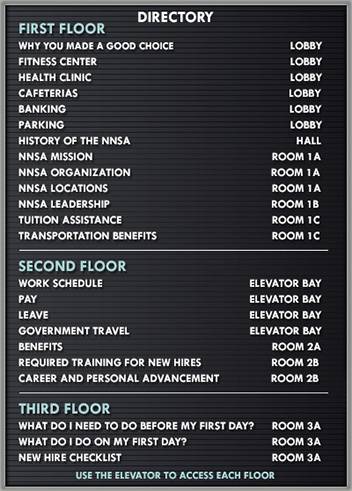 DIRECTORY
FIRST FLOOR
WHY YOU MADE A GOOD CHOICE LOBBY
FITNESS CENTER LOBBY
HEALTH CLINIC LOBBY
CAFETERIAS LOBBY
BANKING LOBBY
PARKING LOBBY
HISTORY OF THE NNSA HALL
NNSA MISSION ROOM 1A
NNSA ORGANIZATION ROOM 1A
NNSA LOCATIONS ROOM 1A
NNSA LEADERSHIP ROOM 1B
TUITION ASSISTANCE ROOM 1C
TRANSPORTATION BENEFITS ROOM 1C
SECOND FLOOR
WORK SCHEDULE ELEVATOR BAY
PAY ELEVATOR BAY
LEAVE ELEVATOR BAY
GOVERNMENT TRAVEL ELEVATOR BAY
BENEFITS ROOM 2A
REQUIRED TRAINING FOR NEW HIRES ROOM 2B
CAREER AND PERSONAL ADVANCEMENT ROOM 2B
THIRD FLOOR
WHAT DO I NEED TO DO BEFORE MY FIRST DAY? ROOM 3A
WHAT DO I DO ON MY FIRST DAY? ROOM 3A
NEW HIRE CHECKLIST ROOM 3A
USE THE ELEVATOR TO ACCESS EACH FLOOR